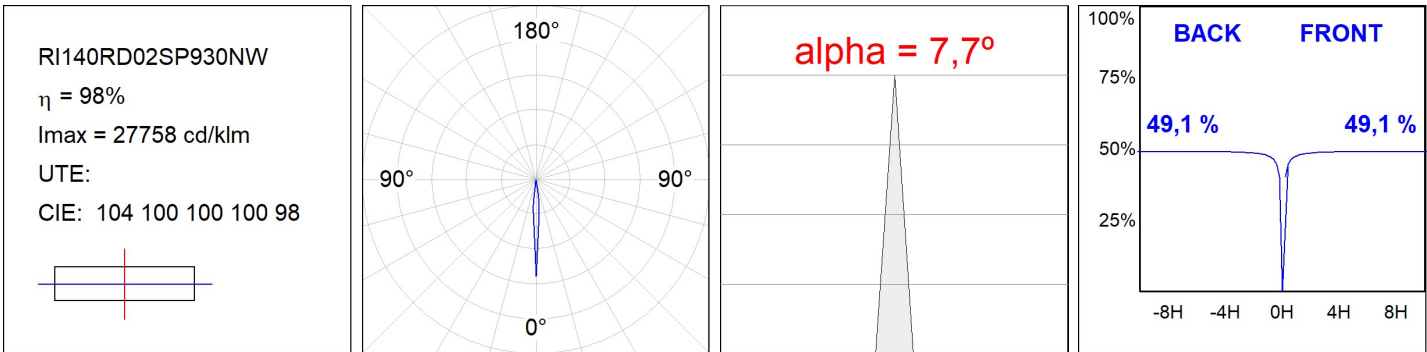 RI140RD02SP930NW
η = 98%
Imax = 27758 cd/klm
UTE:
CIE: 104 100 100 100 98
180°
90° 90°
0°
alpha = 7,7º
100%
BACK FRONT
75%
49,1 % 49,1 %
50%
25%
-8H -4H 0H 4H 8H